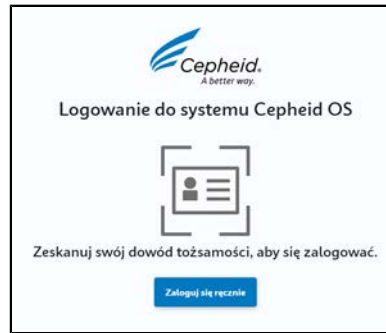 Cepheid.
A better way.
Logowanie do systemu Cepheid OS
Zeskanuj swój dowód tożsamości, aby się zalogować.
Zaloguj się ręcznie